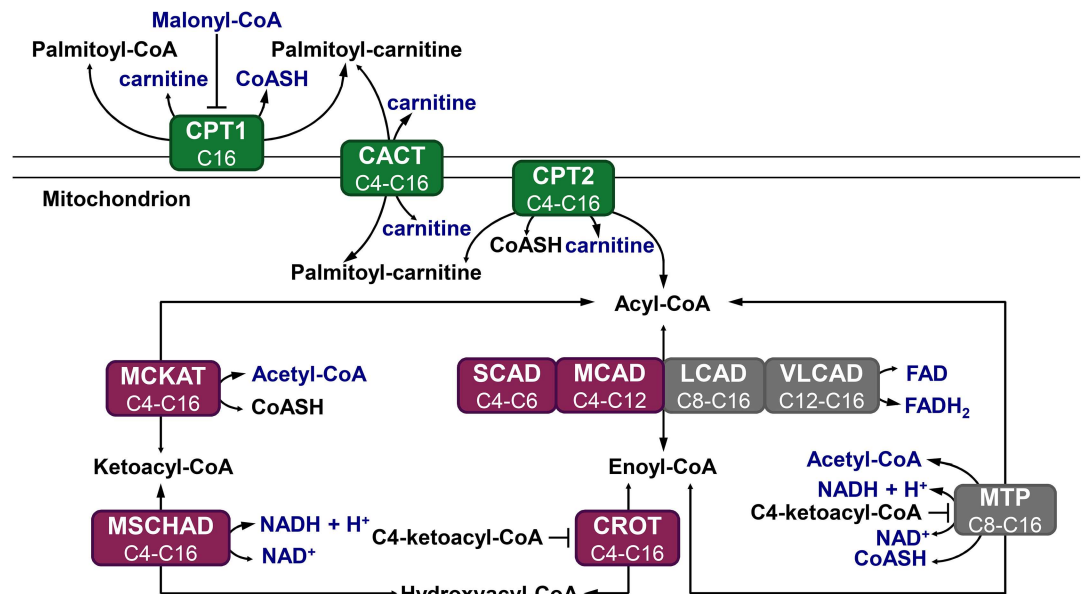 Malonyl-CoA
Palmitoyl-CoA
Palmitoyl-carnitine
carnitine
CoASH
carnitine
CPT1
C16
CACT
C4-C16
CPT2
C4-C16
Mitochondrion
carnitine
CoASH
carnitine
Palmitoyl-carnitine
Acyl-CoA
MCKAT
C4-C16
Acetyl-CoA
CoASH
SCAD
C4-C6
MCAD
C4-C12
LCAD
C8-C16
VLCAD
C12-C16
FAD
FADH₂
Ketoacyl-CoA
Enoyl-CoA
Acetyl-CoA
NADH + H⁺
C4-ketoacyl-CoA
NAD⁺
CoASH
MTP
C8-C16
MSCHAD
C4-C16
NADH + H⁺
NAD⁺
C4-ketoacyl-CoA
CROT
C4-C16
Hydroxyacyl-CoA